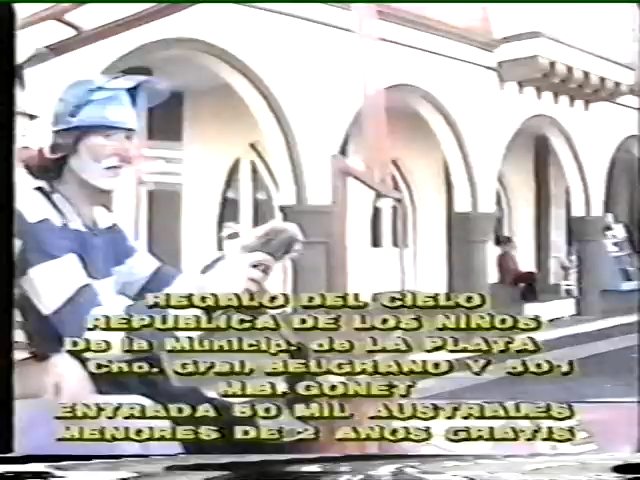 REGALO DEL CIELO
REPUBLICA DE LOS NIÑOS
De la Municip. de LA PLATA
Cno. Gral. BELGRANO Y 501
M.B. GONET
ENTRADA 50 MIL AUSTRALES
MENORES DE 2 AÑOS GRATIS